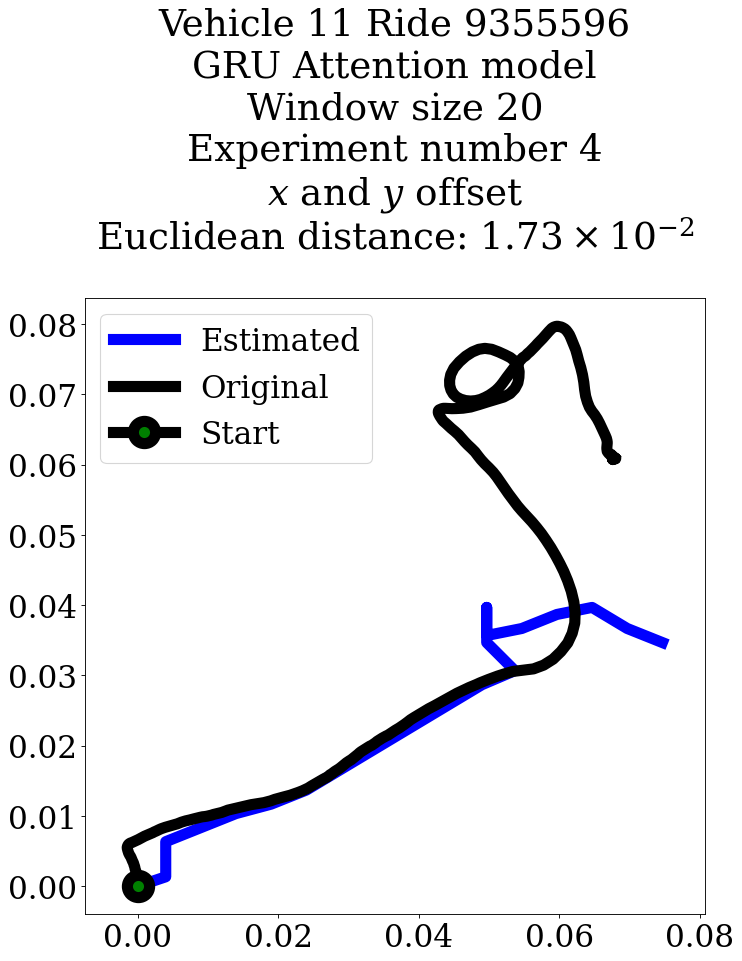 Vehicle 11 Ride 9355596
GRU Attention model
Window size 20
Experiment number 4
x and y offset
Euclidean distance: 1.73 × 10⁻²
Estimated
Original
Start
0.08
0.07
0.06
0.05
0.04
0.03
0.02
0.01
0.00
0.00 0.02 0.04 0.06 0.08